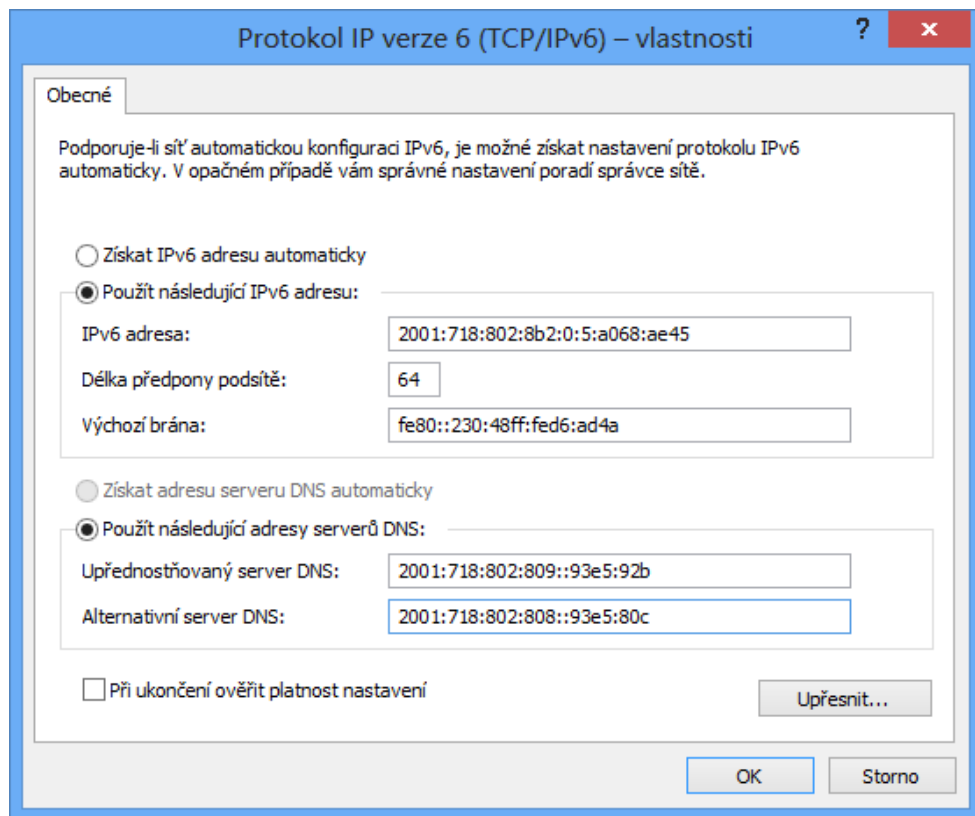 Protokol IP verze 6 (TCP/IPv6) – vlastnosti
?
x
Obecné
Podporuje-li síť automatickou konfiguraci IPv6, je možné získat nastavení protokolu IPv6
automaticky. V opačném případě vám správné nastavení poradí správce sítě.
Získat IPv6 adresu automaticky
Použít následující IPv6 adresu:
IPv6 adresa: 2001:718:802:8b2:0:5:a068:ae45
Délka předpony podsítě: 64
Výchozí brána: fe80::230:48ff:fed6:ad4a
Získat adresu serveru DNS automaticky
Použít následující adresy serverů DNS:
Upřednostňovaný server DNS: 2001:718:802:809::93e5:92b
Alternativní server DNS: 2001:718:802:808::93e5:80c
Při ukončení ověřit platnost nastavení
Upřesnit...
OK Storno